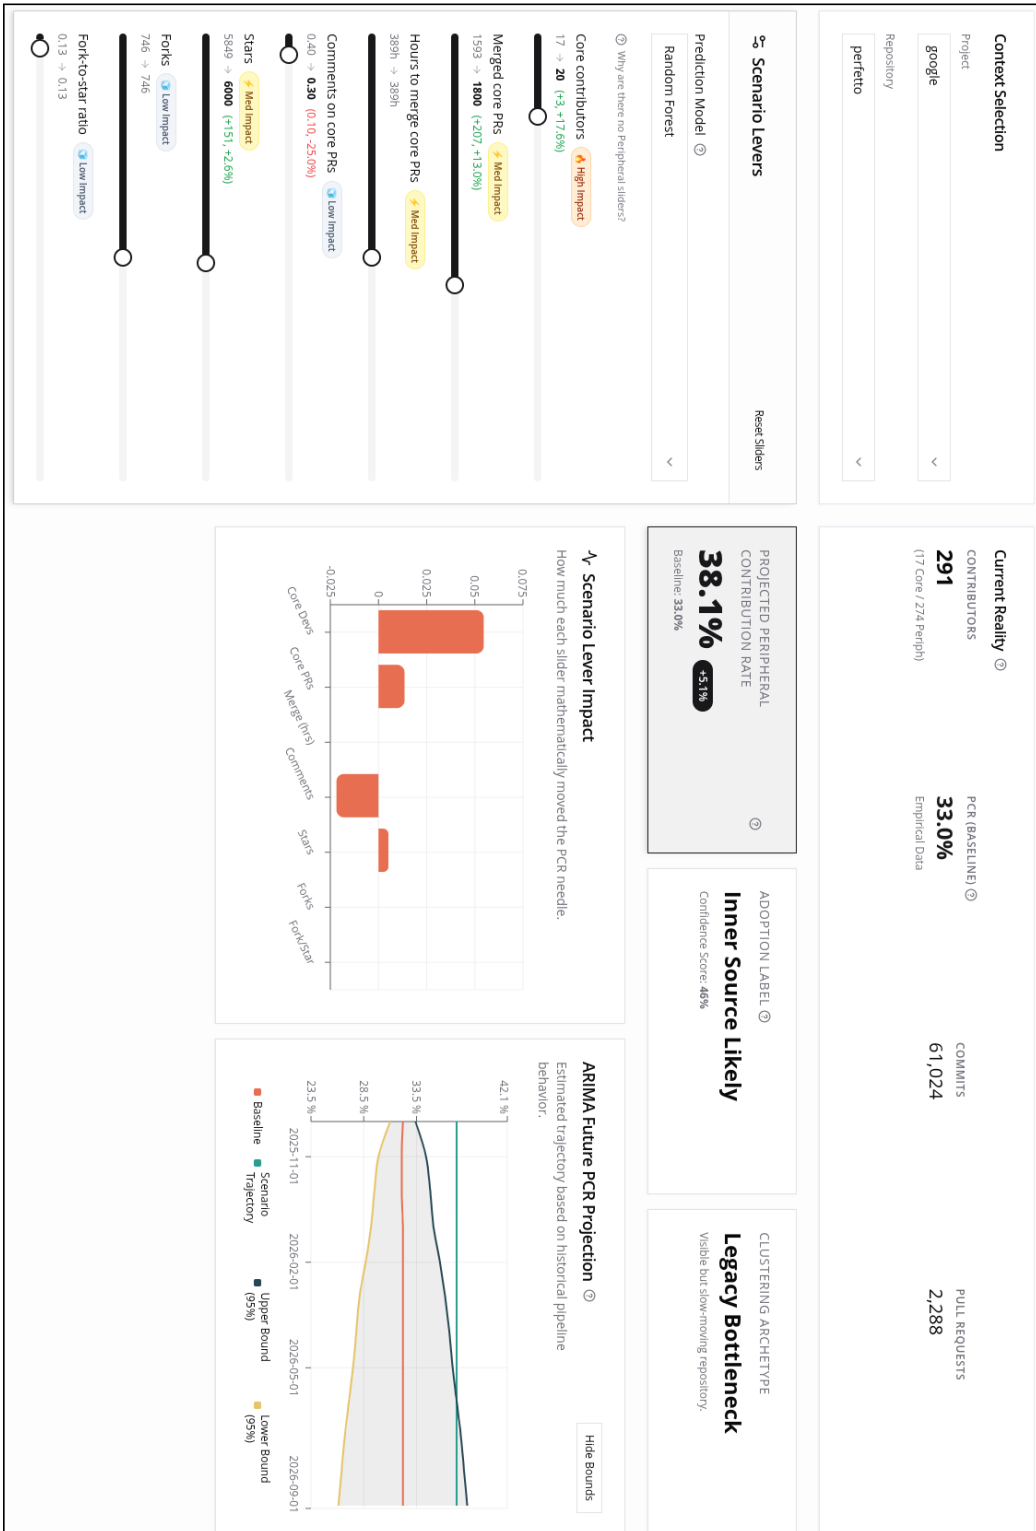 Context Selection
Project
google
Repository
perfetto
Current Reality
CONTRIBUTORS
291
(17 Core / 274 Periph)
PCR (BASELINE)
33.0%
Empirical Data
COMMITS
61,024
PULL REQUESTS
2,288
Scenario Levers
Reset Sliders
Prediction Model
Random Forest
Why are there no Peripheral sliders?
Core contributors 🔥 High Impact
17 → 20 (+3, +17.6%)
Merged core PRs ⚡ Med Impact
1593 → 1800 (+207, +13.0%)
Hours to merge core PRs ⚡ Med Impact
389h → 389h
Comments on core PRs 🧊 Low Impact
0.40 → 0.30 (0.10, -25.0%)
Stars ⚡ Med Impact
5849 → 6000 (+151, +2.6%)
Forks 🧊 Low Impact
746 → 746
Fork-to-star ratio 🧊 Low Impact
0.13 → 0.13
PROJECTED PERIPHERAL
CONTRIBUTION RATE
38.1% +5.1%
Baseline: 33.0%
ADOPTION LABEL
Inner Source Likely
Confidence Score: 46%
CLUSTERING ARCHETYPE
Legacy Bottleneck
Visible but slow-moving repository.
Scenario Lever Impact
How much each slider mathematically moved the PCR needle.
0.075
0.05
0.025
0
-0.025
Core Devs
Core PRs
Merge (hrs)
Comments
Stars
Forks
Fork/Star
ARIMA Future PCR Projection
Estimated trajectory based on historical pipeline
behavior.
Hide Bounds
42.1 %
33.5 %
28.5 %
23.5 %
2025-11-01
2026-02-01
2026-05-01
2026-09-01
Baseline
Scenario
Trajectory
Upper Bound
(95%)
Lower Bound
(95%)